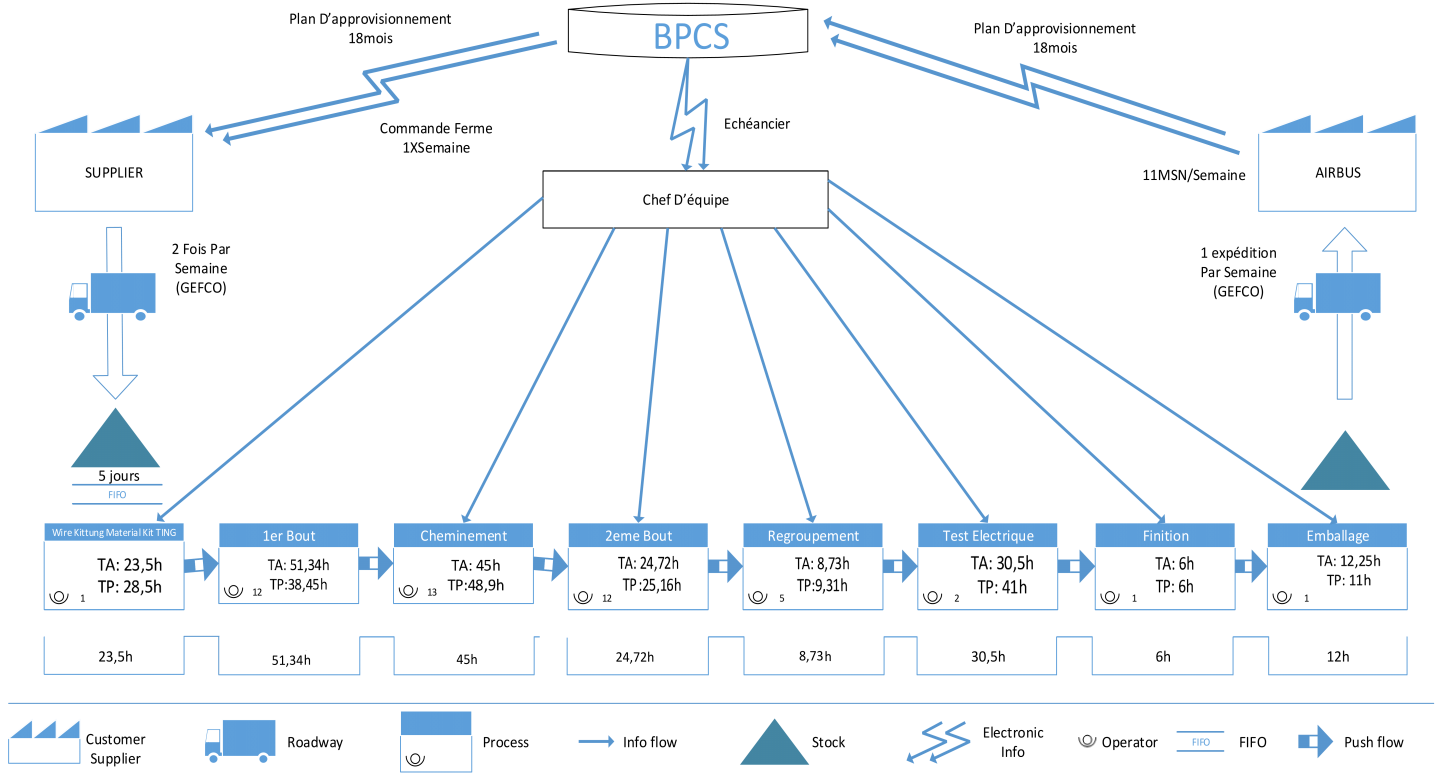 Plan D'approvisionnement
18mois
BPCS
Plan D'approvisionnement
18mois
Commande Ferme
1XSemaine
Echéancier
SUPPLIER
Chef D'équipe
11MSN/Semaine
AIRBUS
2 Fois Par
Semaine
(GEFCO)
1 expédition
Par Semaine
(GEFCO)
5 jours
FIFO
Wire Kittung Material Kit TING
TA: 23,5h
TP: 28,5h
1
1er Bout
TA: 51,34h
TP:38,45h
12
Cheminement
TA: 45h
TP:48,9h
13
2eme Bout
TA: 24,72h
TP:25,16h
12
Regroupement
TA: 8,73h
TP:9,31h
5
Test Electrique
TA: 30,5h
TP: 41h
2
Finition
TA: 6h
TP: 6h
1
Emballage
TA: 12,25h
TP: 11h
1
23,5h
51,34h
45h
24,72h
8,73h
30,5h
6h
12h
Customer
Supplier
Roadway
Process
Info flow
Stock
Electronic
Info
Operator
FIFO
FIFO
Push flow